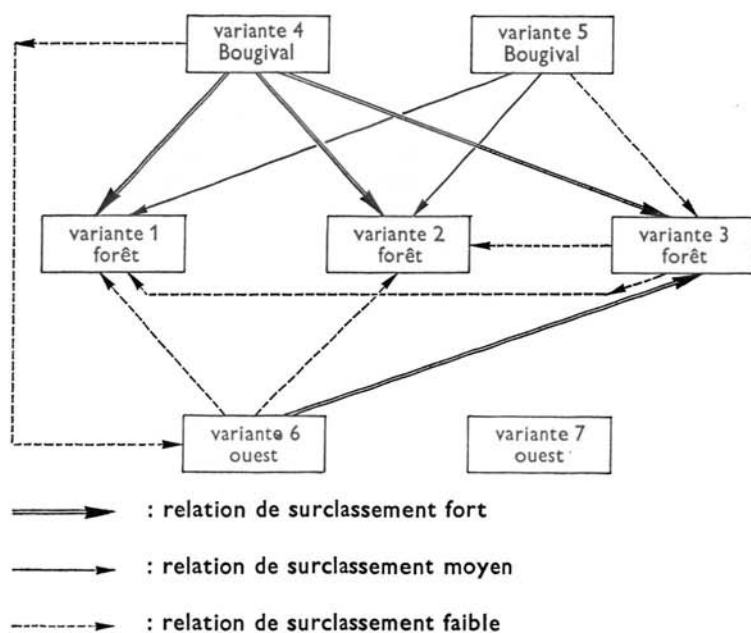 variante 4
Bougival
variante 5
Bougival
variante 1
forêt
variante 2
forêt
variante 3
forêt
variante 6
ouest
variante 7
ouest
: relation de surclassement fort
: relation de surclassement moyen
: relation de surclassement faible